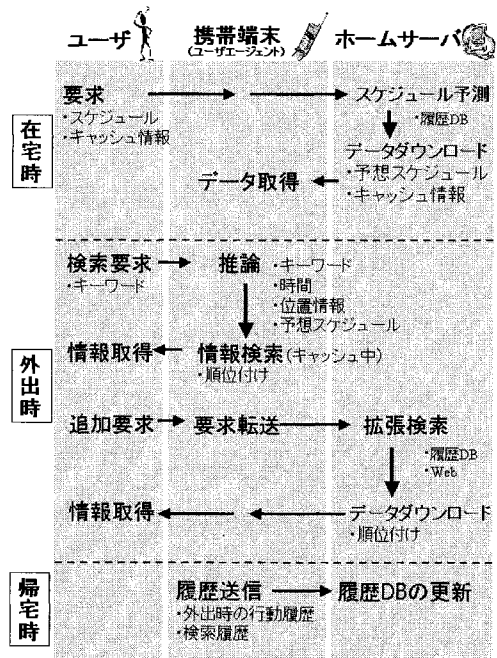 ユーザ
携帯端末
(ユーザエージェント)
ホームサーバ
在宅時
要求
・スケジュール
・キャッシュ情報
スケジュール予測
・履歴DB
データダウンロード
・予想スケジュール
・キャッシュ情報
データ取得
外出時
検索要求
・キーワード
推論
・キーワード
・時間
・位置情報
・予想スケジュール
情報取得
情報検索(キャッシュ中)
・順位付け
追加要求
要求転送
拡張検索
・履歴DB
・Web
情報取得
データダウンロード
・順位付け
帰宅時
履歴送信
・外出時の行動履歴
・検索履歴
履歴DBの更新